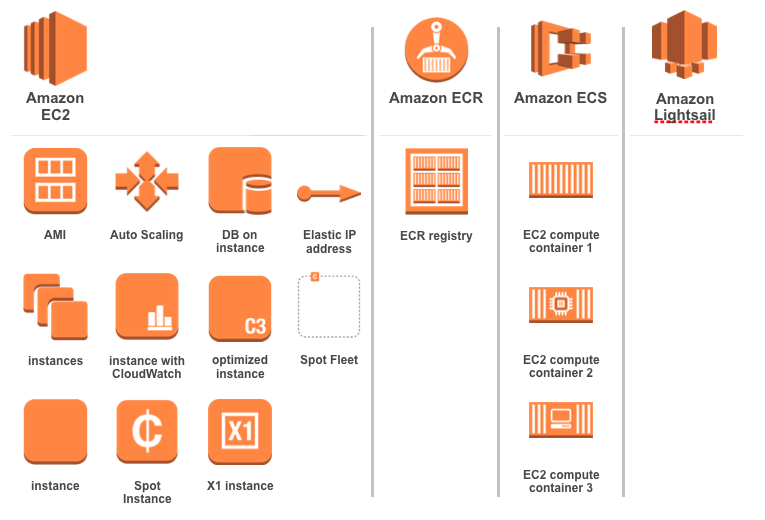 Amazon
EC2
Amazon ECR
Amazon ECS
Amazon
Lightsail
AMI
Auto Scaling
DB on
instance
Elastic IP
address
ECR registry
EC2 compute
container 1
instances
instance with
CloudWatch
C3
optimized
instance
C
Spot Fleet
EC2 compute
container 2
instance
¢
Spot
Instance
X1
X1 instance
EC2 compute
container 3